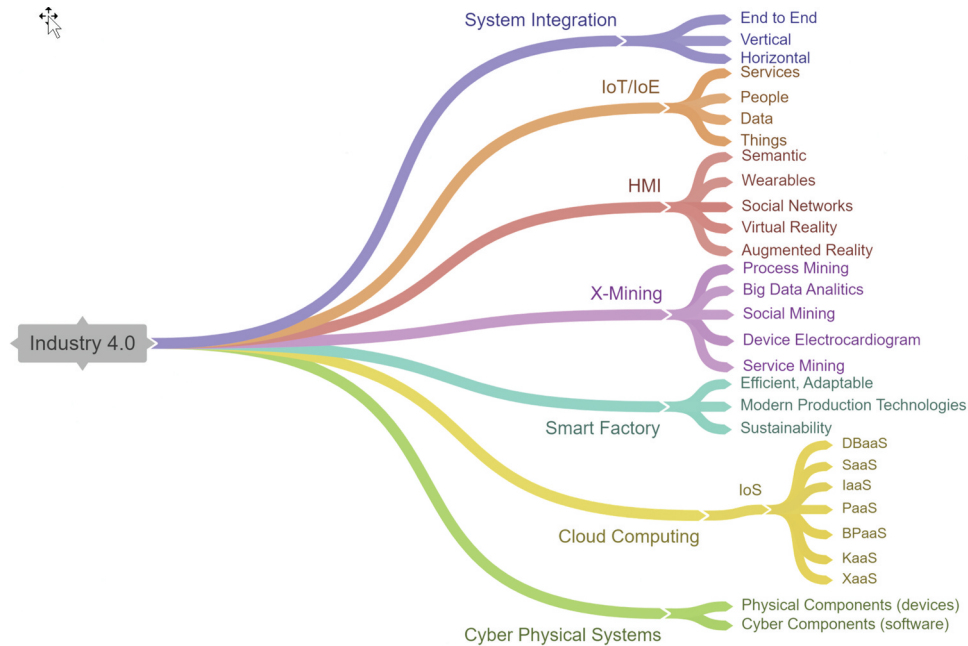 Industry 4.0
System Integration
End to End
Vertical
Horizontal
IoT/IoE
Services
People
Data
Things
HMI
Semantic
Wearables
Social Networks
Virtual Reality
Augmented Reality
X-Mining
Process Mining
Big Data Analitics
Social Mining
Device Electrocardiogram
Service Mining
Smart Factory
Efficient, Adaptable
Modern Production Technologies
Sustainability
Cloud Computing
IoS
DBaaS
SaaS
IaaS
PaaS
BPaaS
KaaS
XaaS
Cyber Physical Systems
Physical Components (devices)
Cyber Components (software)